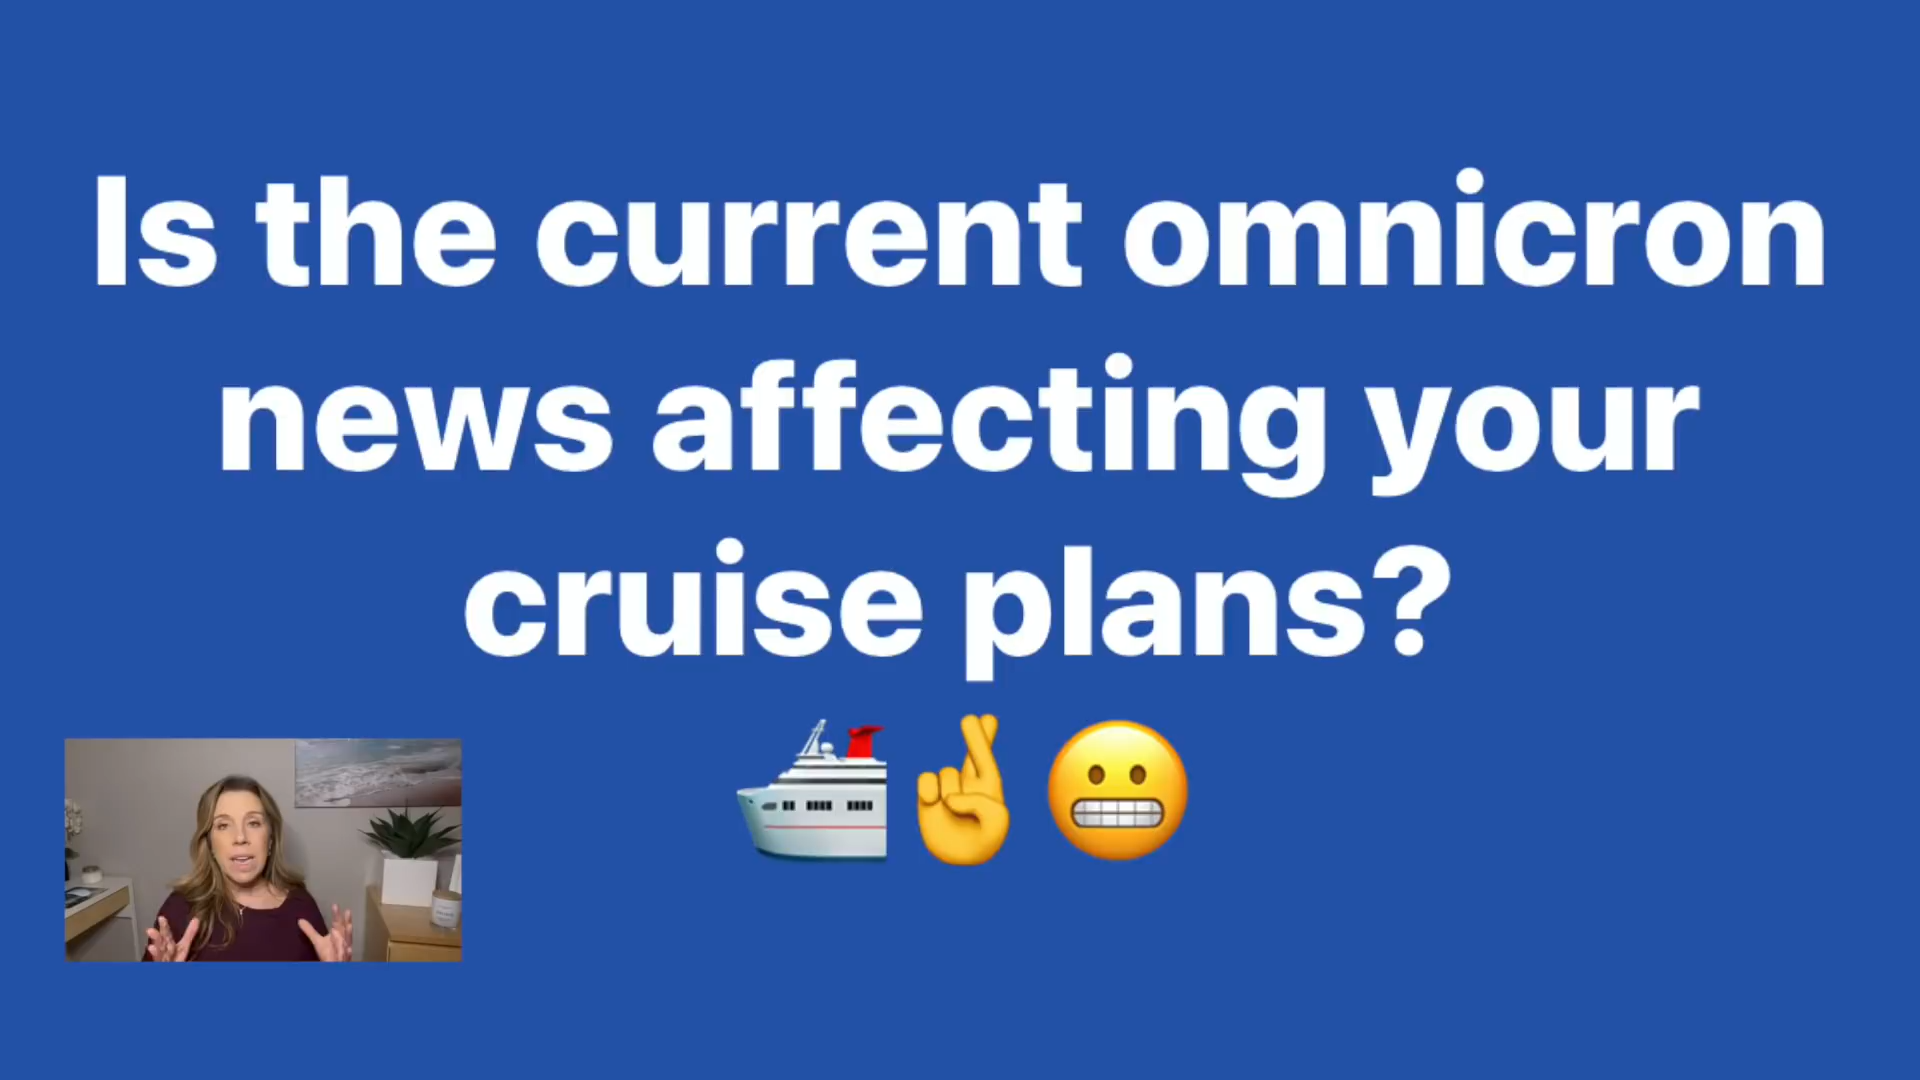 Is the current omnicron
news affecting your
cruise plans?
🛳🤞😬